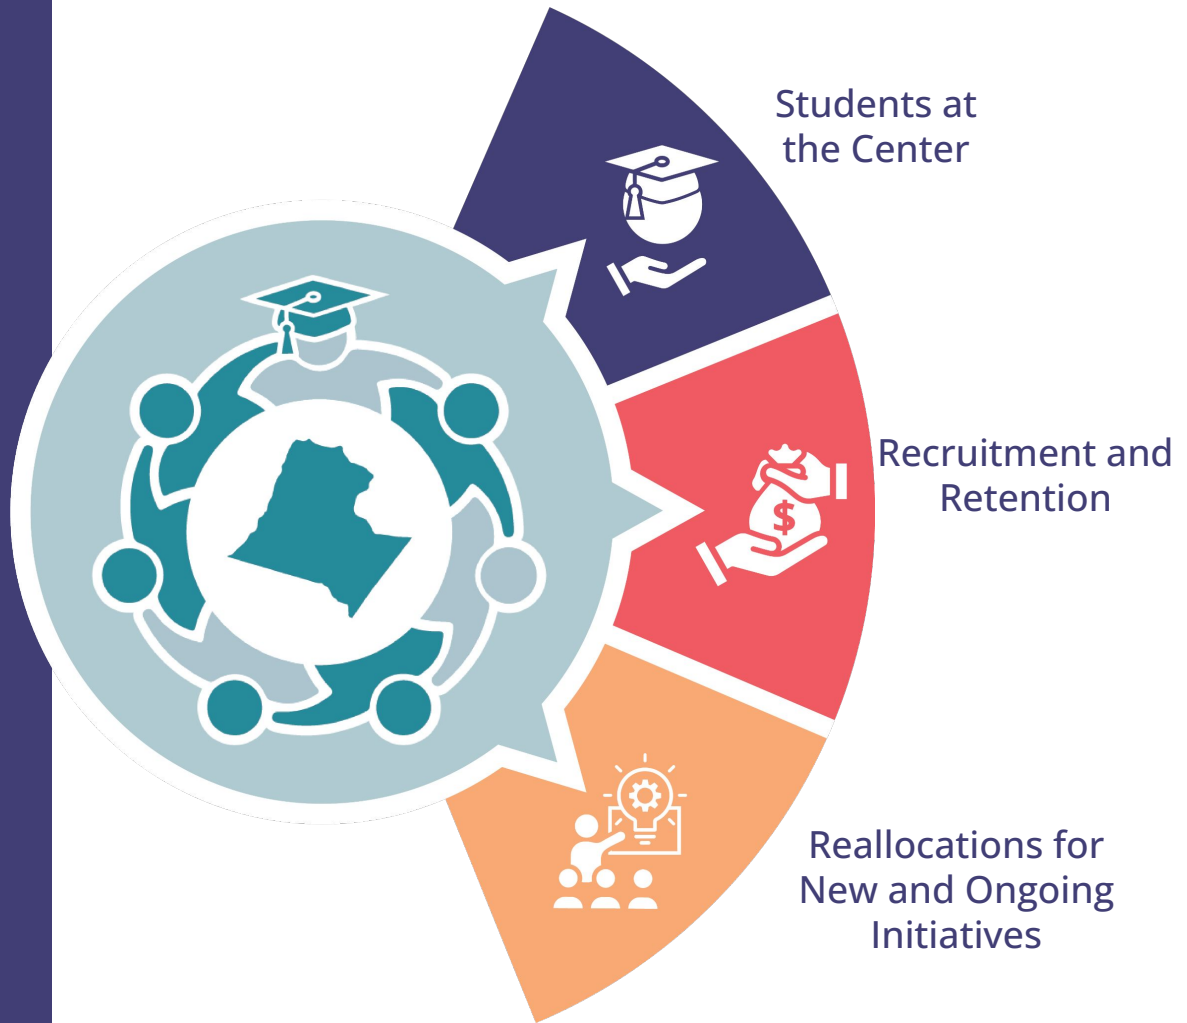 Students at
the Center
$
Recruitment and
Retention
Reallocations for
New and Ongoing
Initiatives